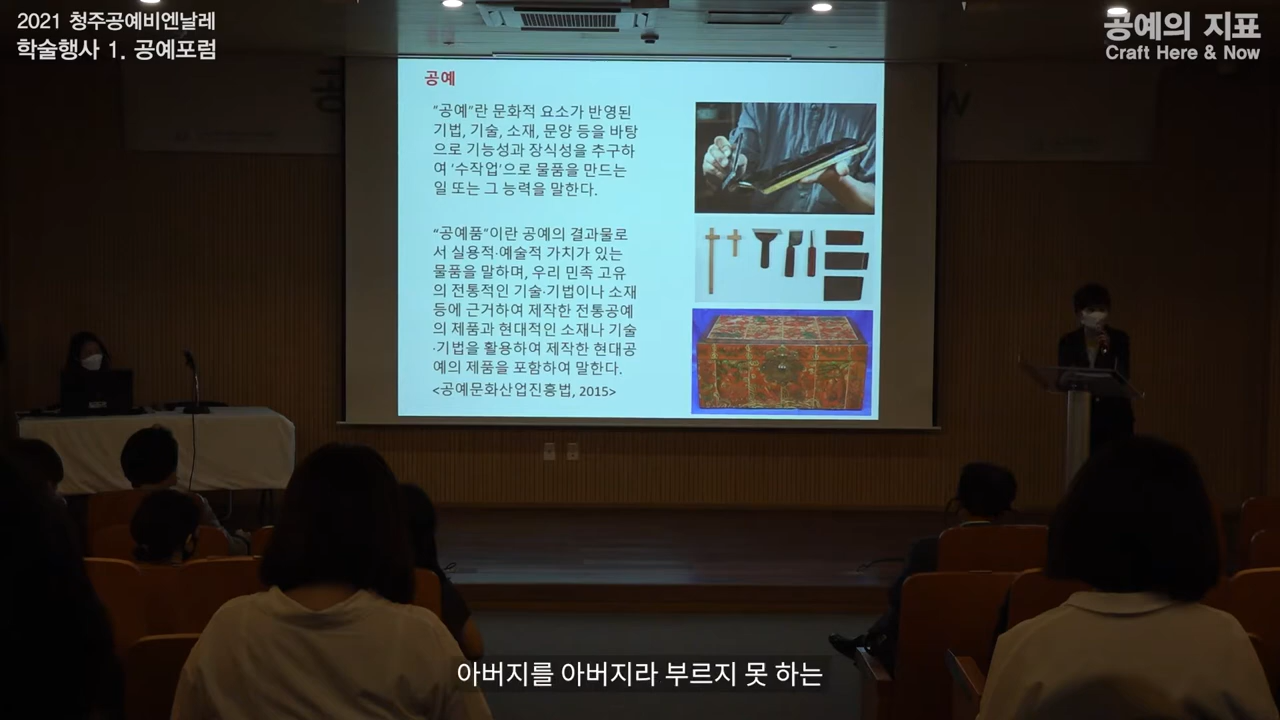 2021 청주공예비엔날레
학술행사 1. 공예포럼
공예의 지표
Craft Here & Now
공예
"공예"란 문화적 요소가 반영된
기법, 기술, 소재, 문양 등을 바탕
으로 기능성과 장식성을 추구하
여 '수작업'으로 물품을 만드는
일 또는 그 능력을 말한다.
"공예품"이란 공예의 결과물로
서 실용적·예술적 가치가 있는
물품을 말하며, 우리 민족 고유
의 전통적인 기술·기법이나 소재
등에 근거하여 제작한 전통공예
의 제품과 현대적인 소재나 기술
·기법을 활용하여 제작한 현대공
예의 제품을 포함하여 말한다.
<공예문화산업진흥법, 2015>
아버지를 아버지라 부르지 못 하는